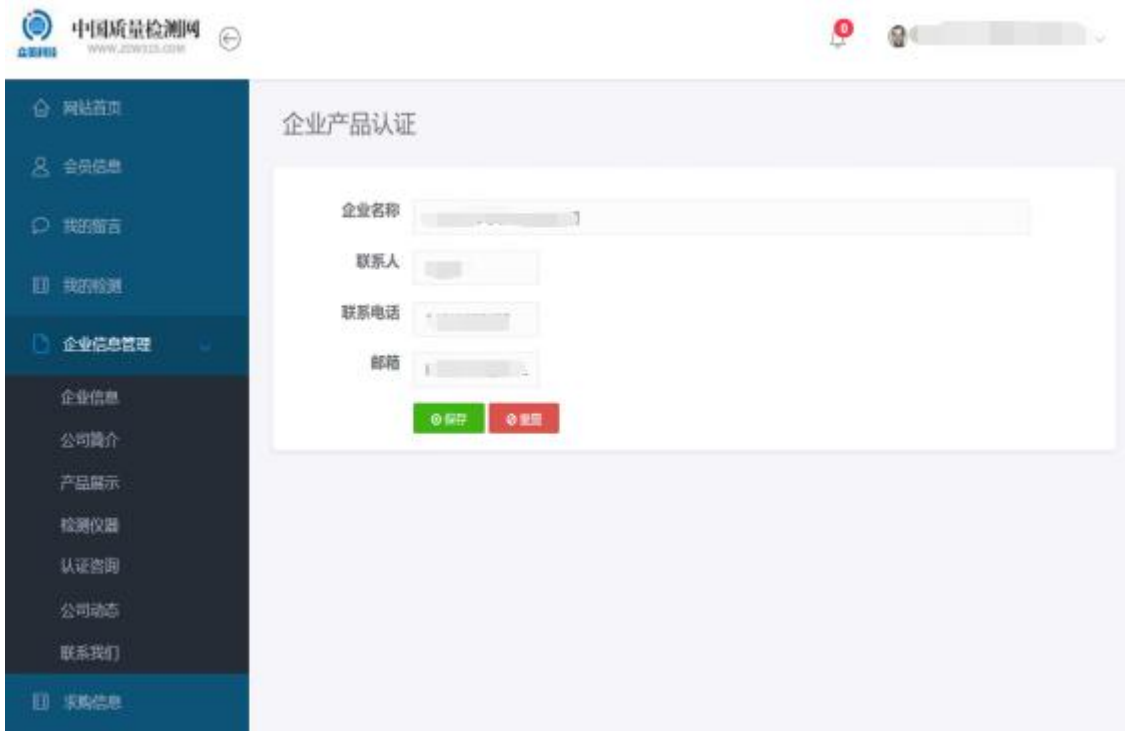 中国质量检测网
0
网站首页
会员信息
我的留言
我的检测
企业信息管理
企业信息
公司简介
产品展示
检测仪器
认证咨询
公司动态
联系我们
求购信息
企业产品认证
企业名称
联系人
联系电话
邮箱
保存
重置